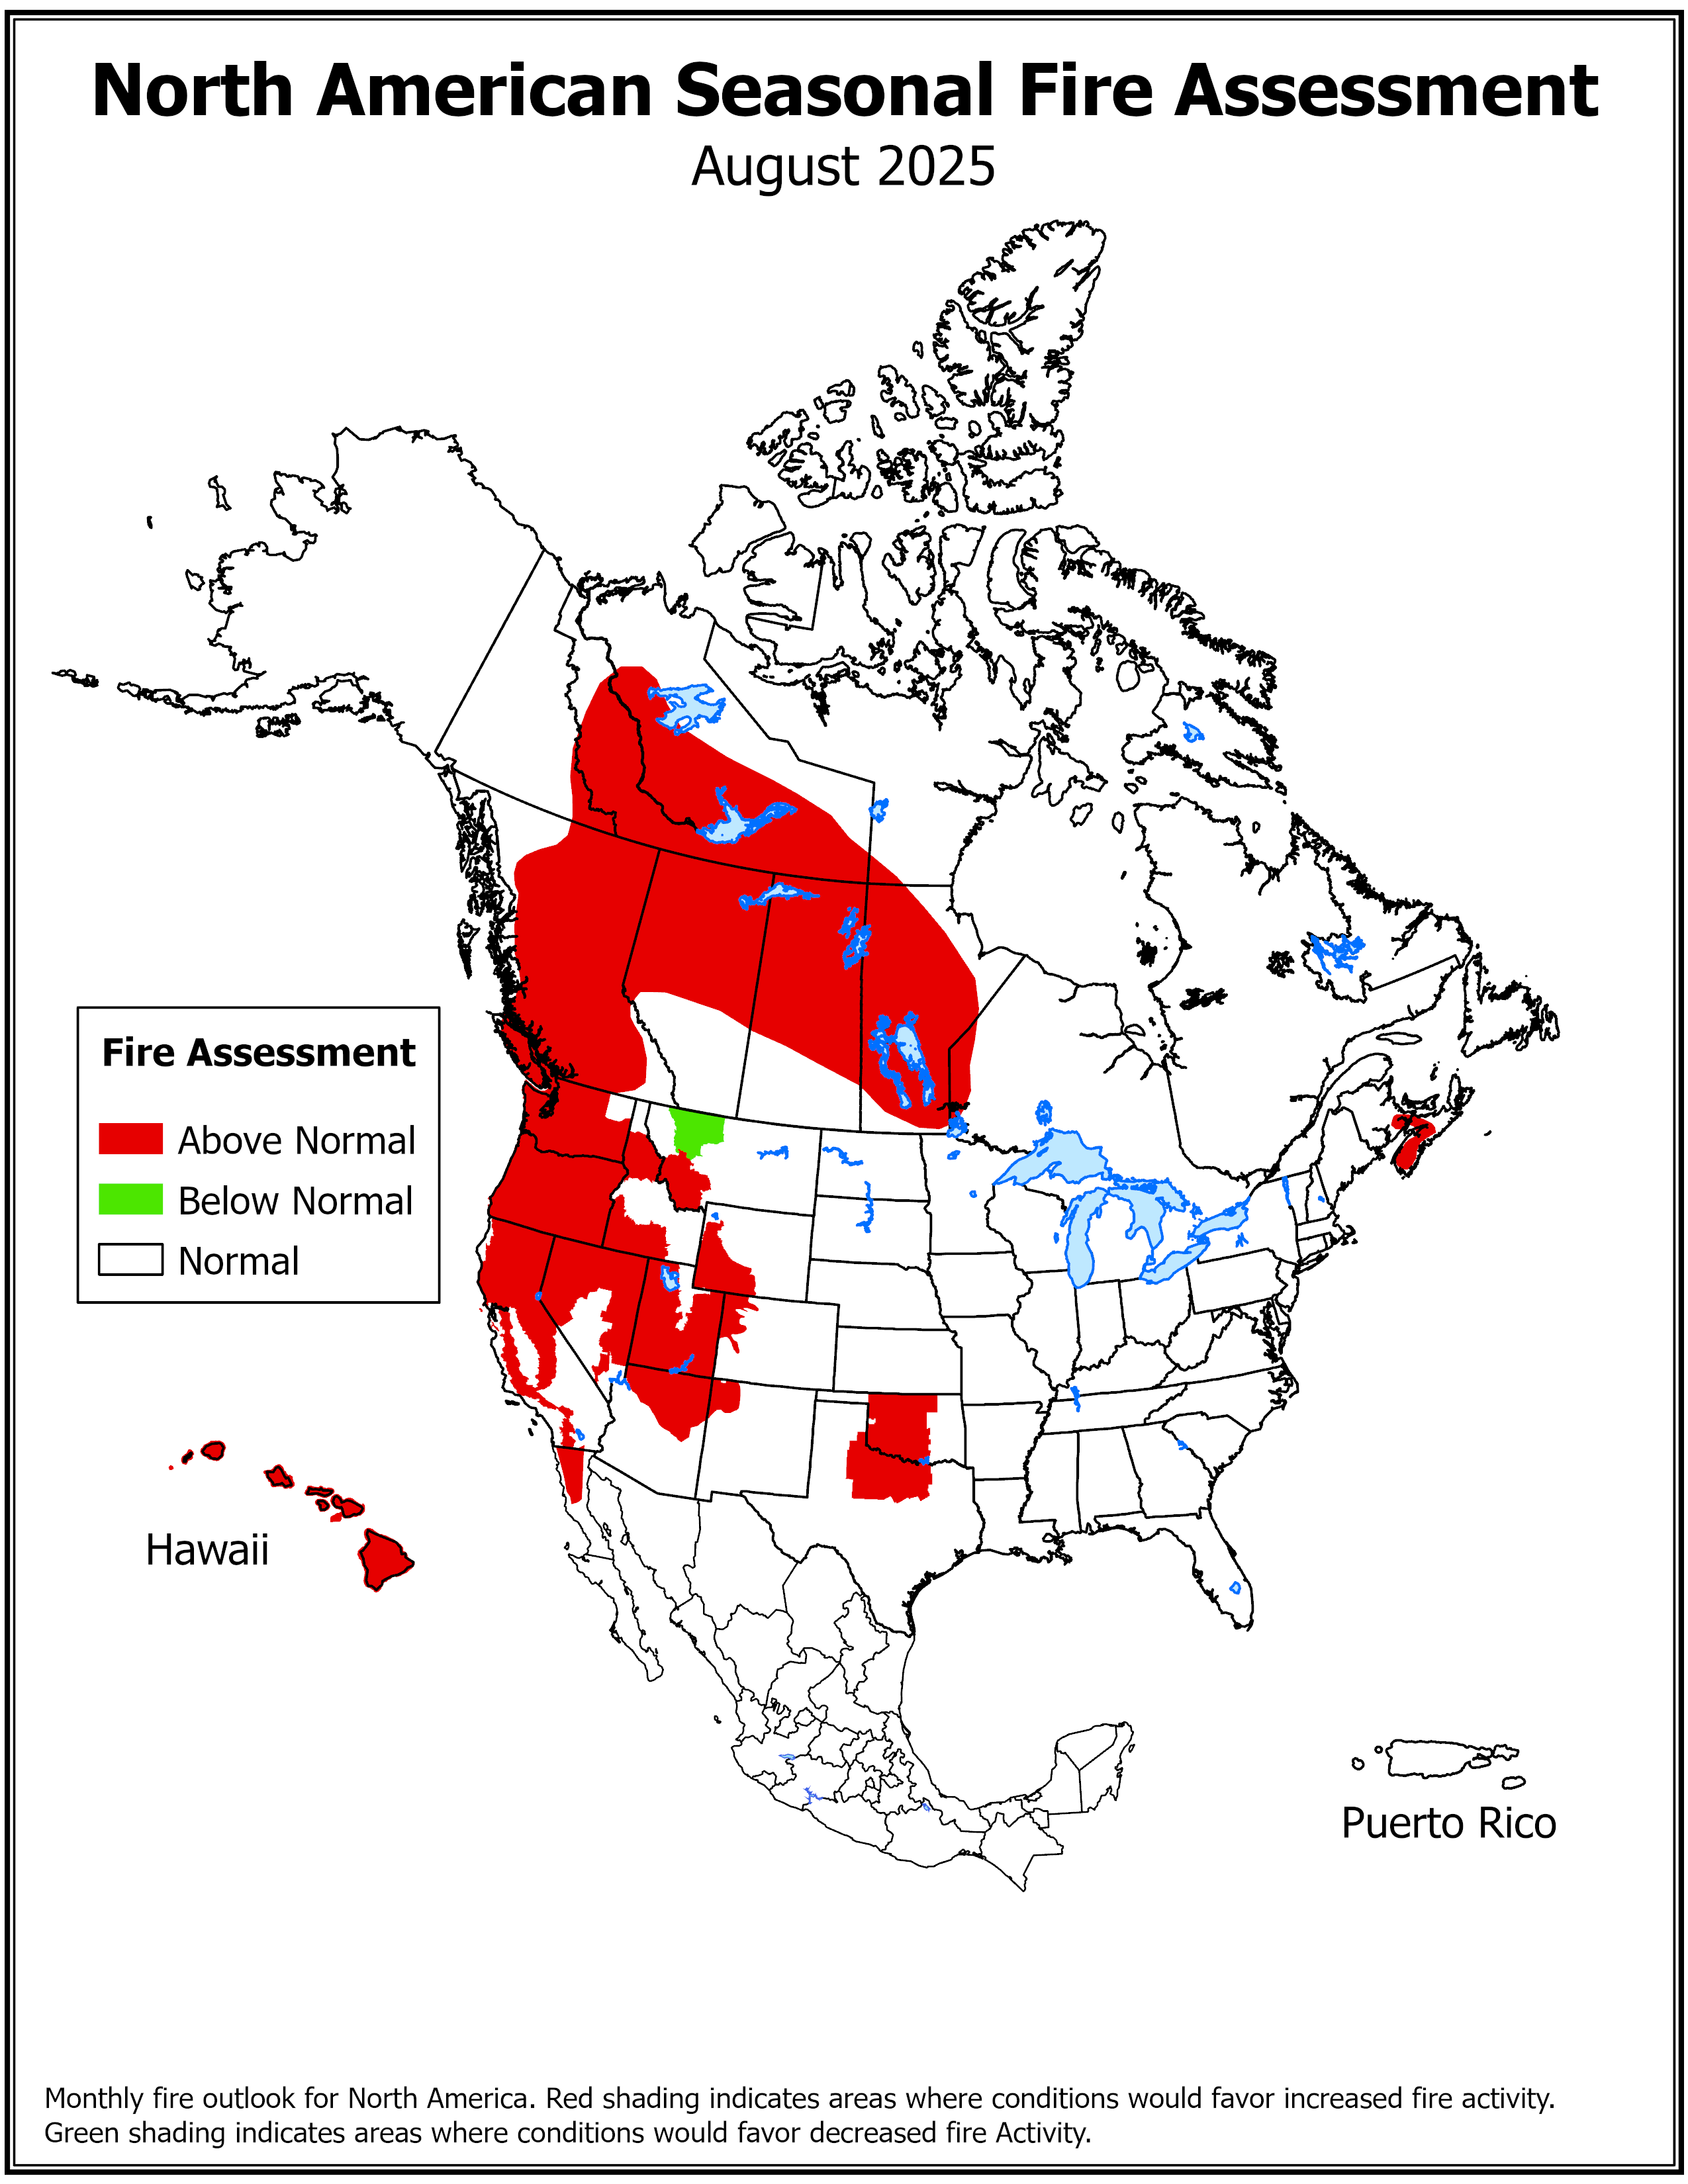 North American Seasonal Fire Assessment
August 2025
Fire Assessment
Above Normal
Below Normal
Normal
Hawaii
Puerto Rico
Monthly fire outlook for North America. Red shading indicates areas where conditions would favor increased fire activity.
Green shading indicates areas where conditions would favor decreased fire Activity.